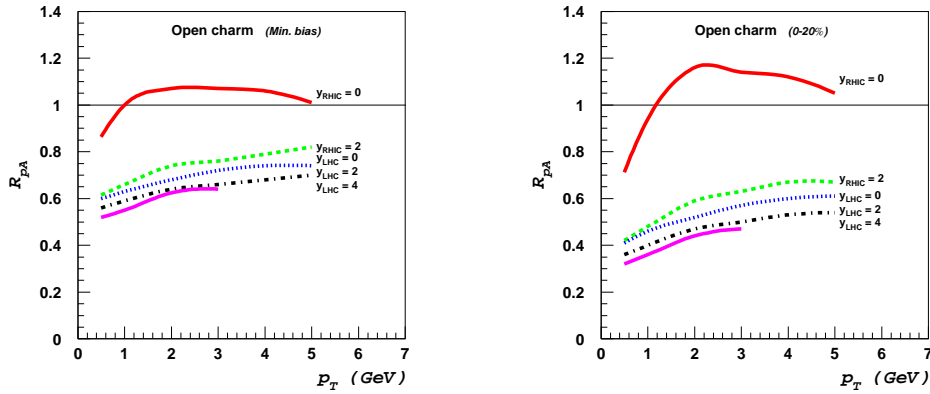 Open charm (Min. bias)
R_pA
1.4
1.2
1
0.8
0.6
0.4
0.2
0
y_RHIC = 0
y_RHIC = 2
y_LHC = 0
y_LHC = 2
y_LHC = 4
0 1 2 3 4 5 6 7
p_T (GeV)
Open charm (0-20%)
R_pA
1.4
1.2
1
0.8
0.6
0.4
0.2
0
y_RHIC = 0
y_RHIC = 2
y_LHC = 0
y_LHC = 2
y_LHC = 4
0 1 2 3 4 5 6 7
p_T (GeV)